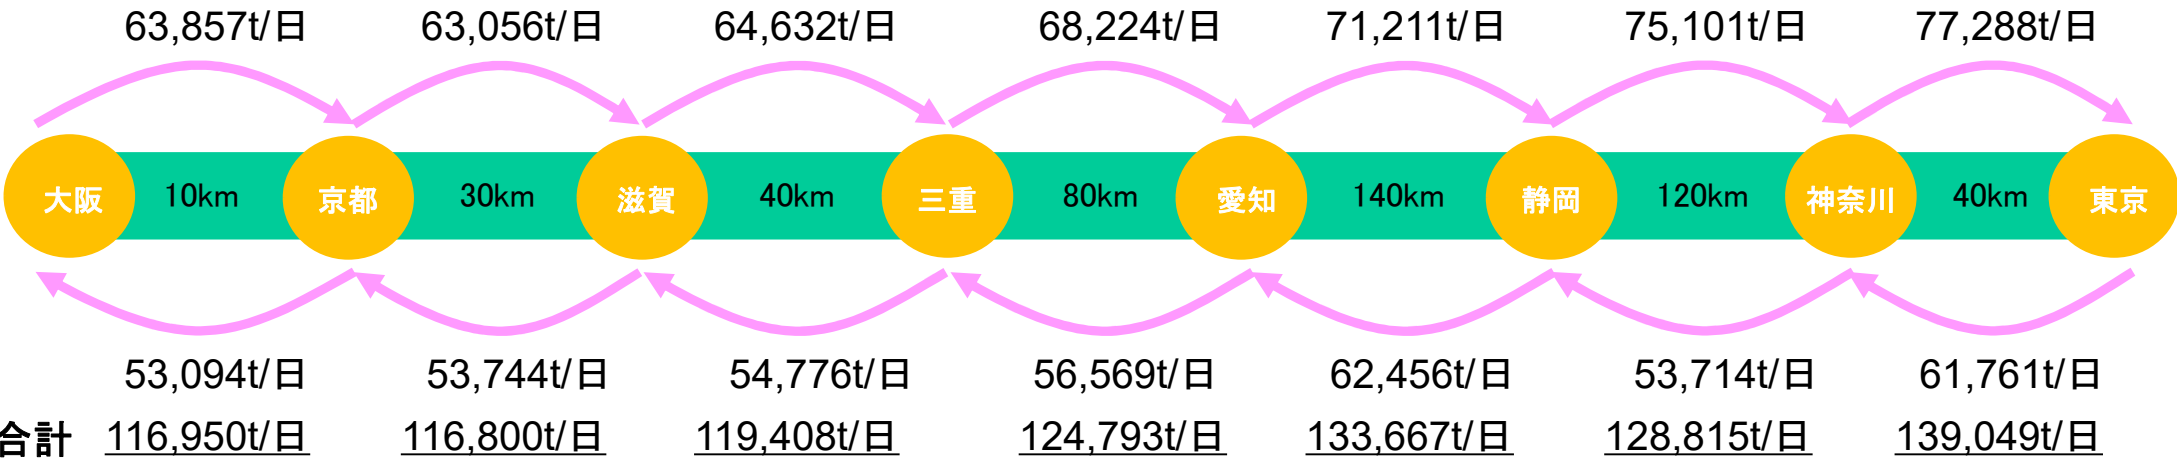 63,857t/日 63,056t/日 64,632t/日 68,224t/日 71,211t/日 75,101t/日 77,288t/日
大阪 10km 京都 30km 滋賀 40km 三重 80km 愛知 140km 静岡 120km 神奈川 40km 東京
53,094t/日 53,744t/日 54,776t/日 56,569t/日 62,456t/日 53,714t/日 61,761t/日
合計 116,950t/日 116,800t/日 119,408t/日 124,793t/日 133,667t/日 128,815t/日 139,049t/日